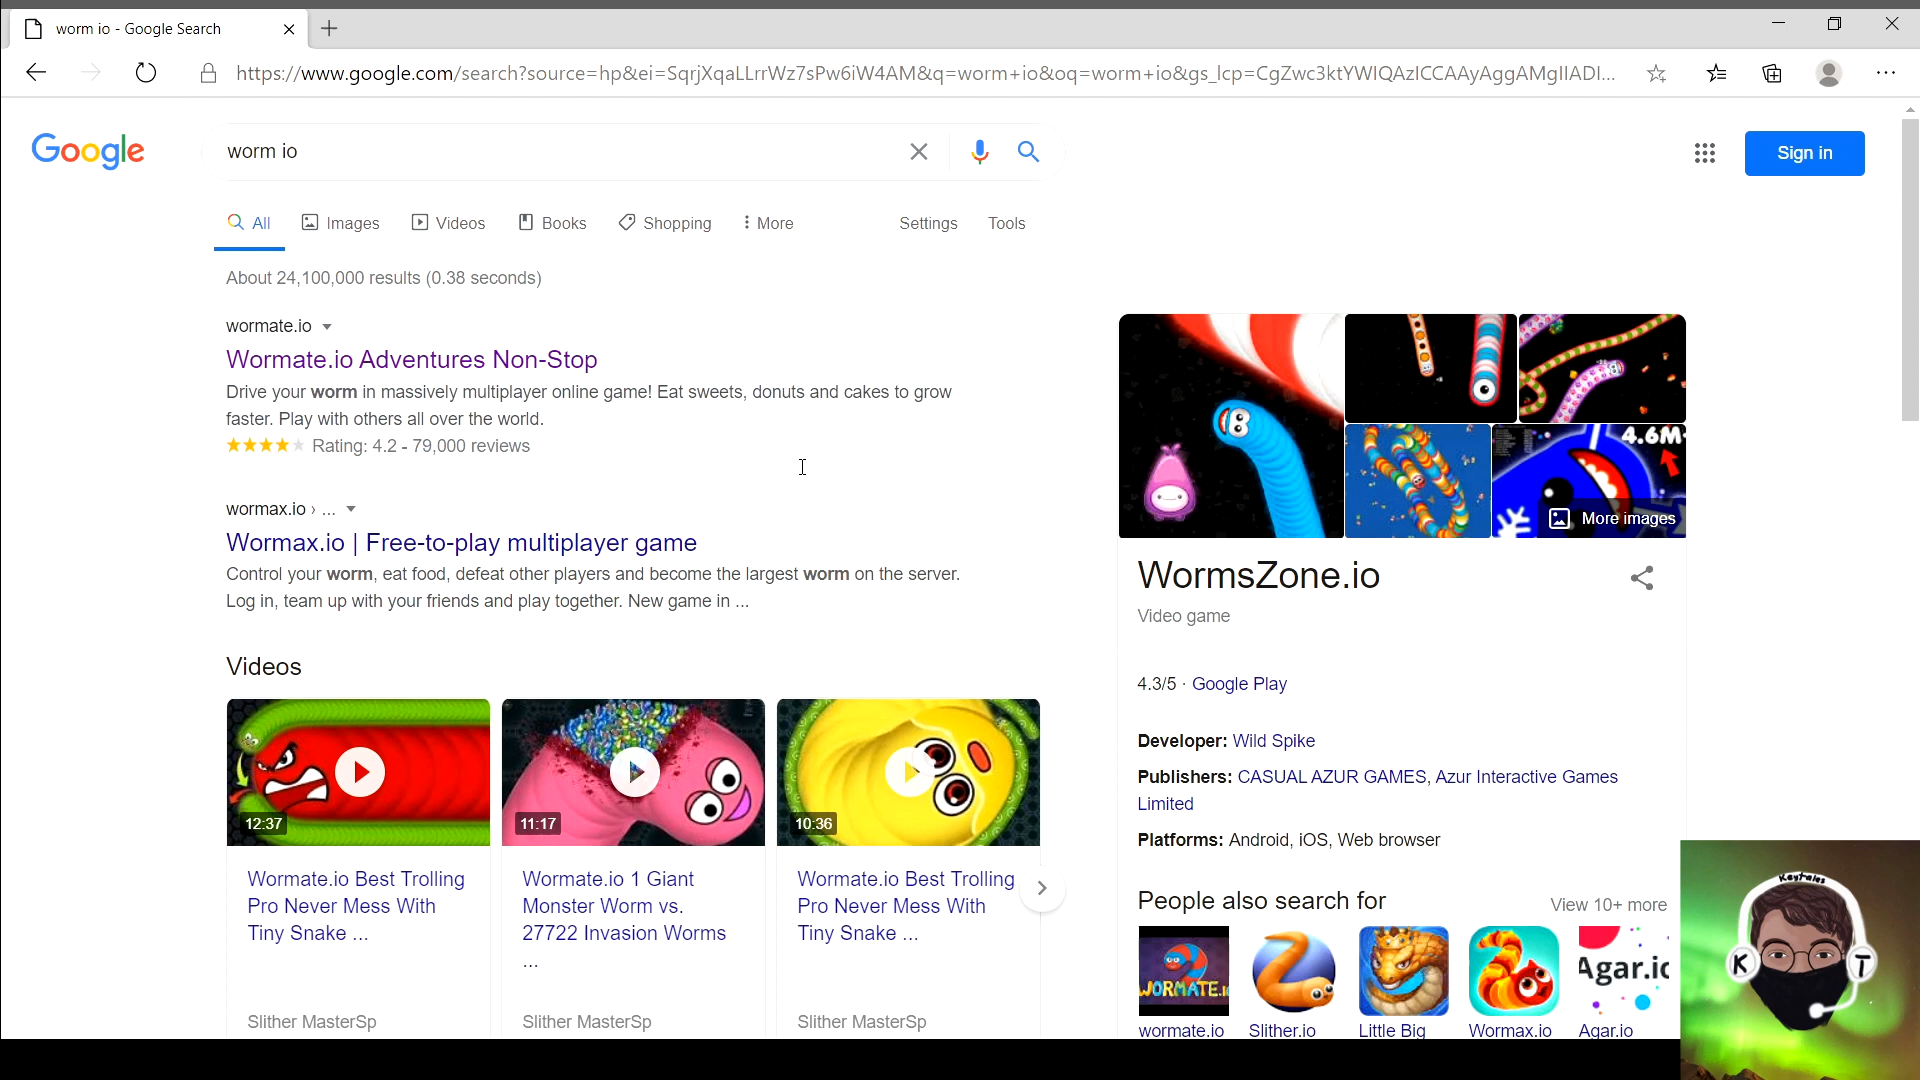 worm io - Google Search
https://www.google.com/search?source=hp&ei=SqrjXqaLLrrWz7sPw6iW4AM&q=worm+io&oq=worm+io&gs_lcp=CgZwc3ktYWIQAzICCAAyAggAMgIIADI...
Google
worm io
Sign in
All Images Videos Books Shopping More Settings Tools
About 24,100,000 results (0.38 seconds)
wormate.io
Wormate.io Adventures Non-Stop
Drive your worm in massively multiplayer online game! Eat sweets, donuts and cakes to grow
faster. Play with others all over the world.
Rating: 4.2 - 79,000 reviews
wormax.io › ...
Wormax.io | Free-to-play multiplayer game
Control your worm, eat food, defeat other players and become the largest worm on the server.
Log in, team up with your friends and play together. New game in ...
Videos
12:37
Wormate.io Best Trolling
Pro Never Mess With
Tiny Snake ...
Slither MasterSp
11:17
Wormate.io 1 Giant
Monster Worm vs.
27722 Invasion Worms
...
Slither MasterSp
10:36
Wormate.io Best Trolling
Pro Never Mess With
Tiny Snake ...
Slither MasterSp
4.6M
More images
WormsZone.io
Video game
4.3/5 · Google Play
Developer: Wild Spike
Publishers: CASUAL AZUR GAMES, Azur Interactive Games
Limited
Platforms: Android, iOS, Web browser
People also search for
View 10+ more
WORMATE.i
Agar.ic
wormate.io Slither.io Little Big Wormax.io Agar.io
Keytales
K T